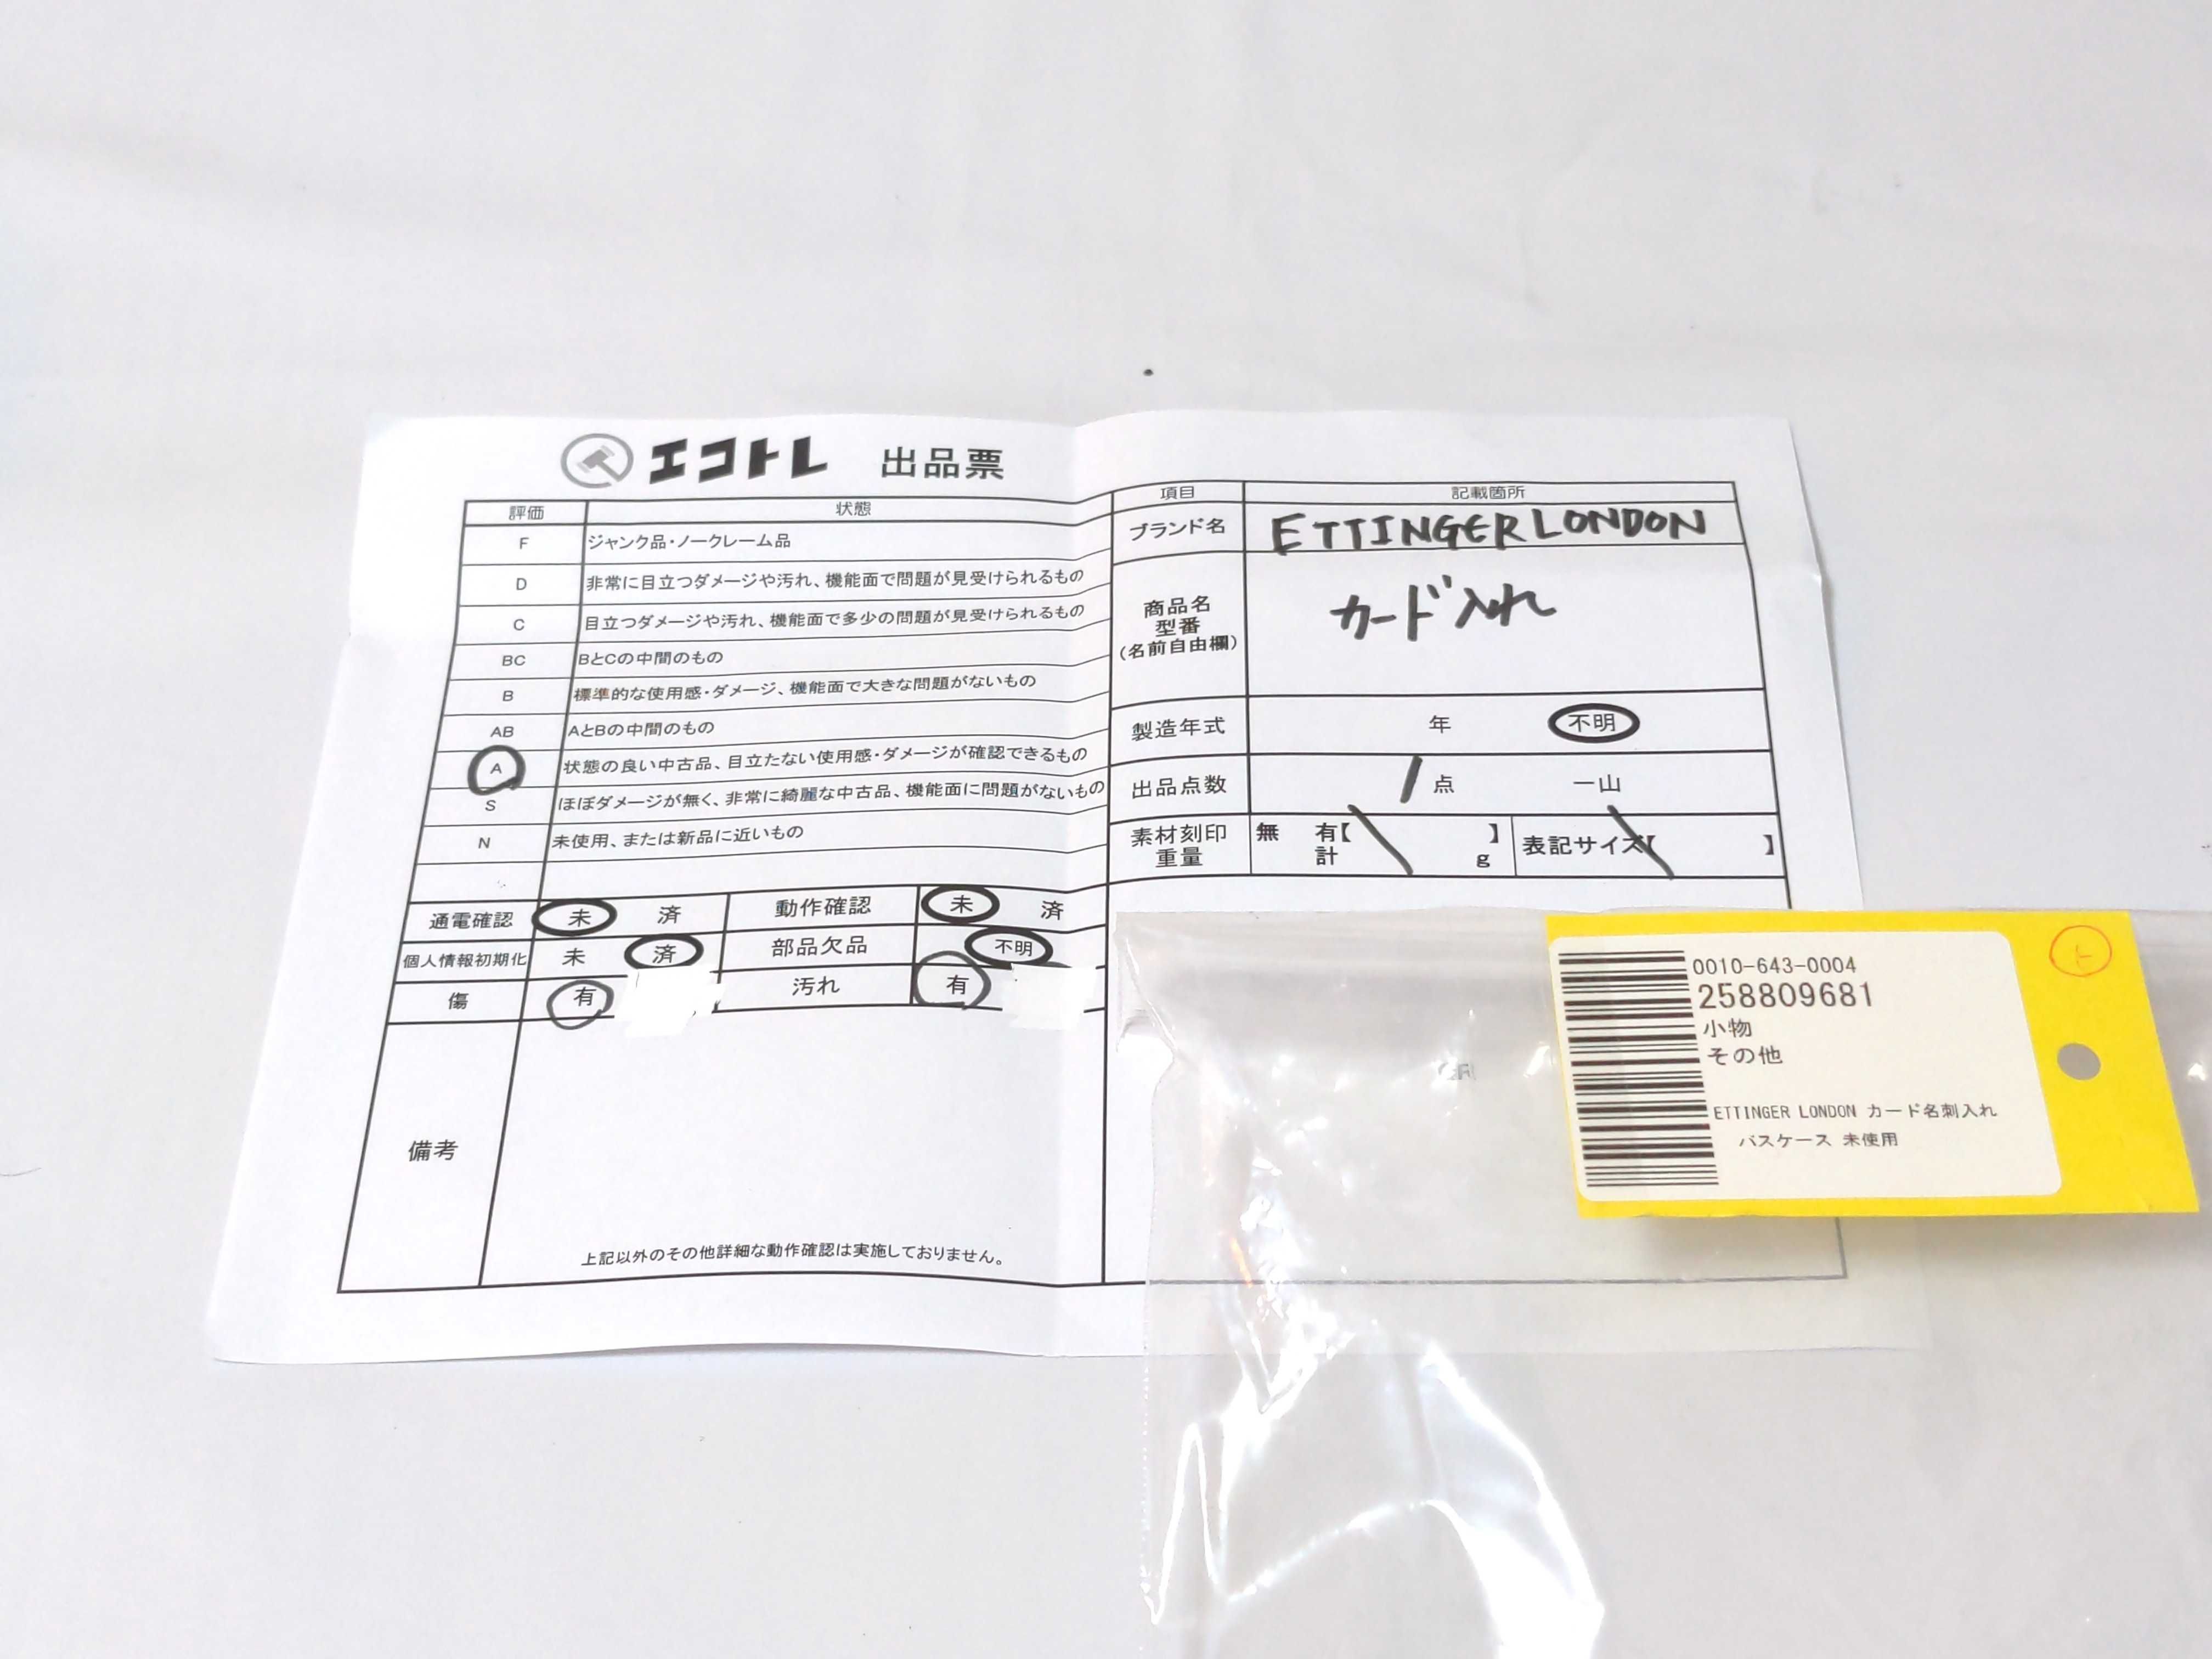 エコトレ 出品票
評価 状態
F ジャンク品・ノークレーム品
D 非常に目立つダメージや汚れ、機能面で問題が見受けられるもの
C 目立つダメージや汚れ、機能面で多少の問題が見受けられるもの
BC BとCの中間のもの
B 標準的な使用感・ダメージ、機能面で大きな問題がないもの
AB AとBの中間のもの
A 状態の良い中古品、目立たない使用感・ダメージが確認できるもの
S ほぼダメージが無く、非常に綺麗な中古品、機能面に問題がないもの
N 未使用、または新品に近いもの
通電確認 未 済 動作確認 未 済
個人情報初期化 未 済 部品欠品 不明
傷 有 汚れ 有
備考
上記以外のその他詳細な動作確認は実施しておりません。
項目 記載箇所
ブランド名 ETTINGER LONDON
商品名
型番
(名前自由欄)
カード入れ
製造年式 年 不明
出品点数 1 点 一山
素材刻印 無 有【 】 表記サイズ【 】
重量 計 g
0010-643-0004
258809681
小物
その他
ETTINGER LONDON カード名刺入れ
パスケース 未使用